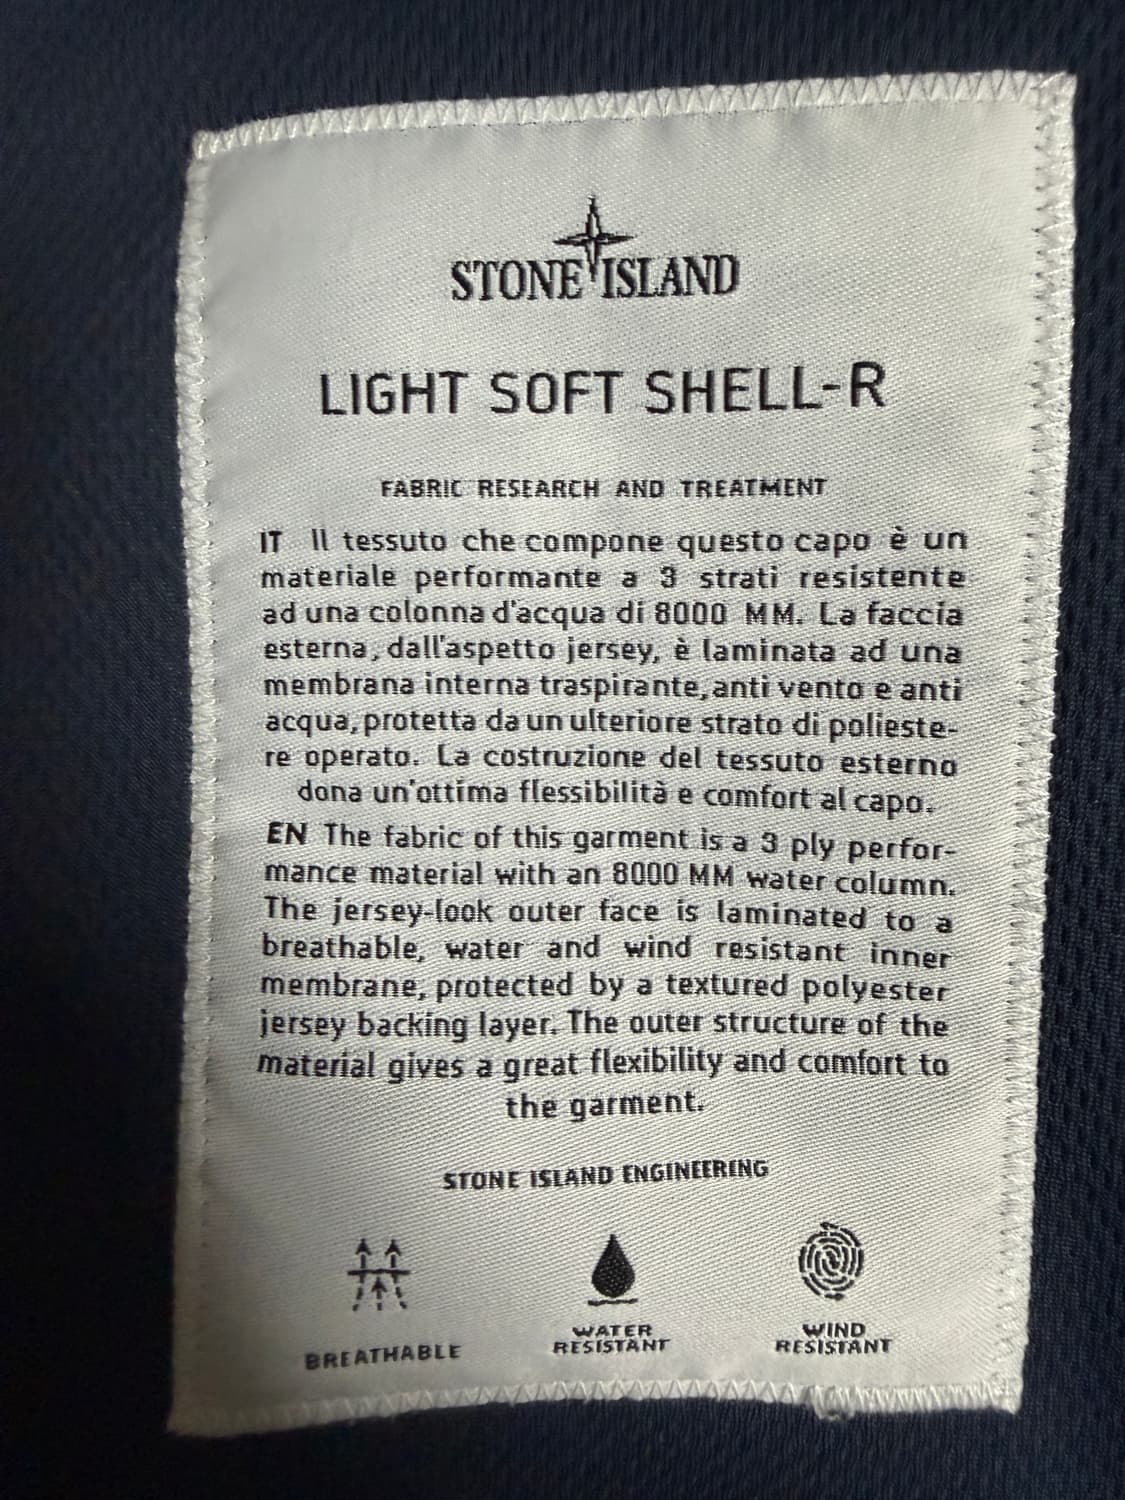 STONE ISLAND
LIGHT SOFT SHELL-R
FABRIC RESEARCH AND TREATMENT
IT Il tessuto che compone questo capo è un
materiale performante a 3 strati resistente
ad una colonna d'acqua di 8000 MM. La faccia
esterna, dall'aspetto jersey, è laminata ad una
membrana interna traspirante, anti vento e anti
acqua, protetta da un ulteriore strato di polieste-
re operato. La costruzione del tessuto esterno
dona un'ottima flessibilità e comfort al capo.
EN The fabric of this garment is a 3 ply perfor-
mance material with an 8000 MM water column.
The jersey-look outer face is laminated to a
breathable, water and wind resistant inner
membrane, protected by a textured polyester
jersey backing layer. The outer structure of the
material gives a great flexibility and comfort to
the garment.
STONE ISLAND ENGINEERING
BREATHABLE
WATER
RESISTANT
WIND
RESISTANT